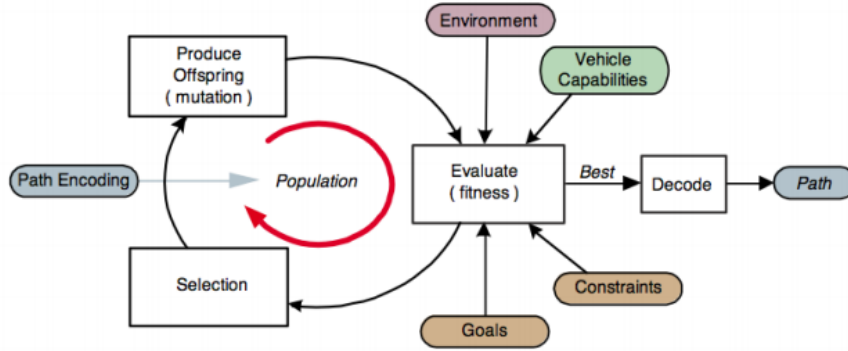 Environment
Produce
Offspring
( mutation )
Vehicle
Capabilities
Path Encoding
Population
Evaluate
( fitness )
Best
Decode
Path
Selection
Constraints
Goals